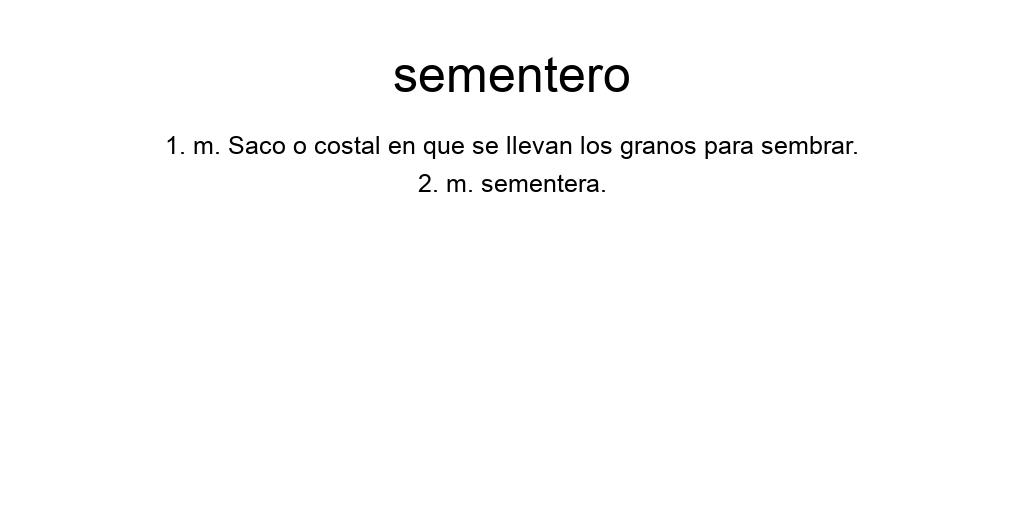 sementero
1. m. Saco o costal en que se llevan los granos para sembrar.
2. m. sementera.